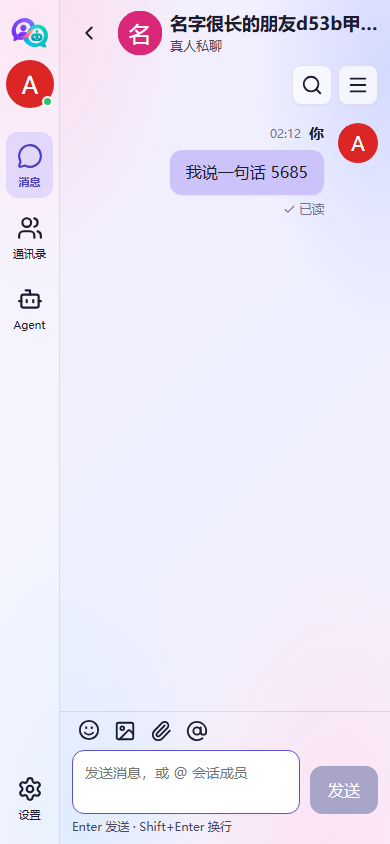 名字很长的朋友d53b甲...
名
真人私聊
A
消息
通讯录
Agent
设置
02:12 你
A
我说一句话 5685
已读
发送消息，或 @ 会话成员
发送
Enter 发送 · Shift+Enter 换行